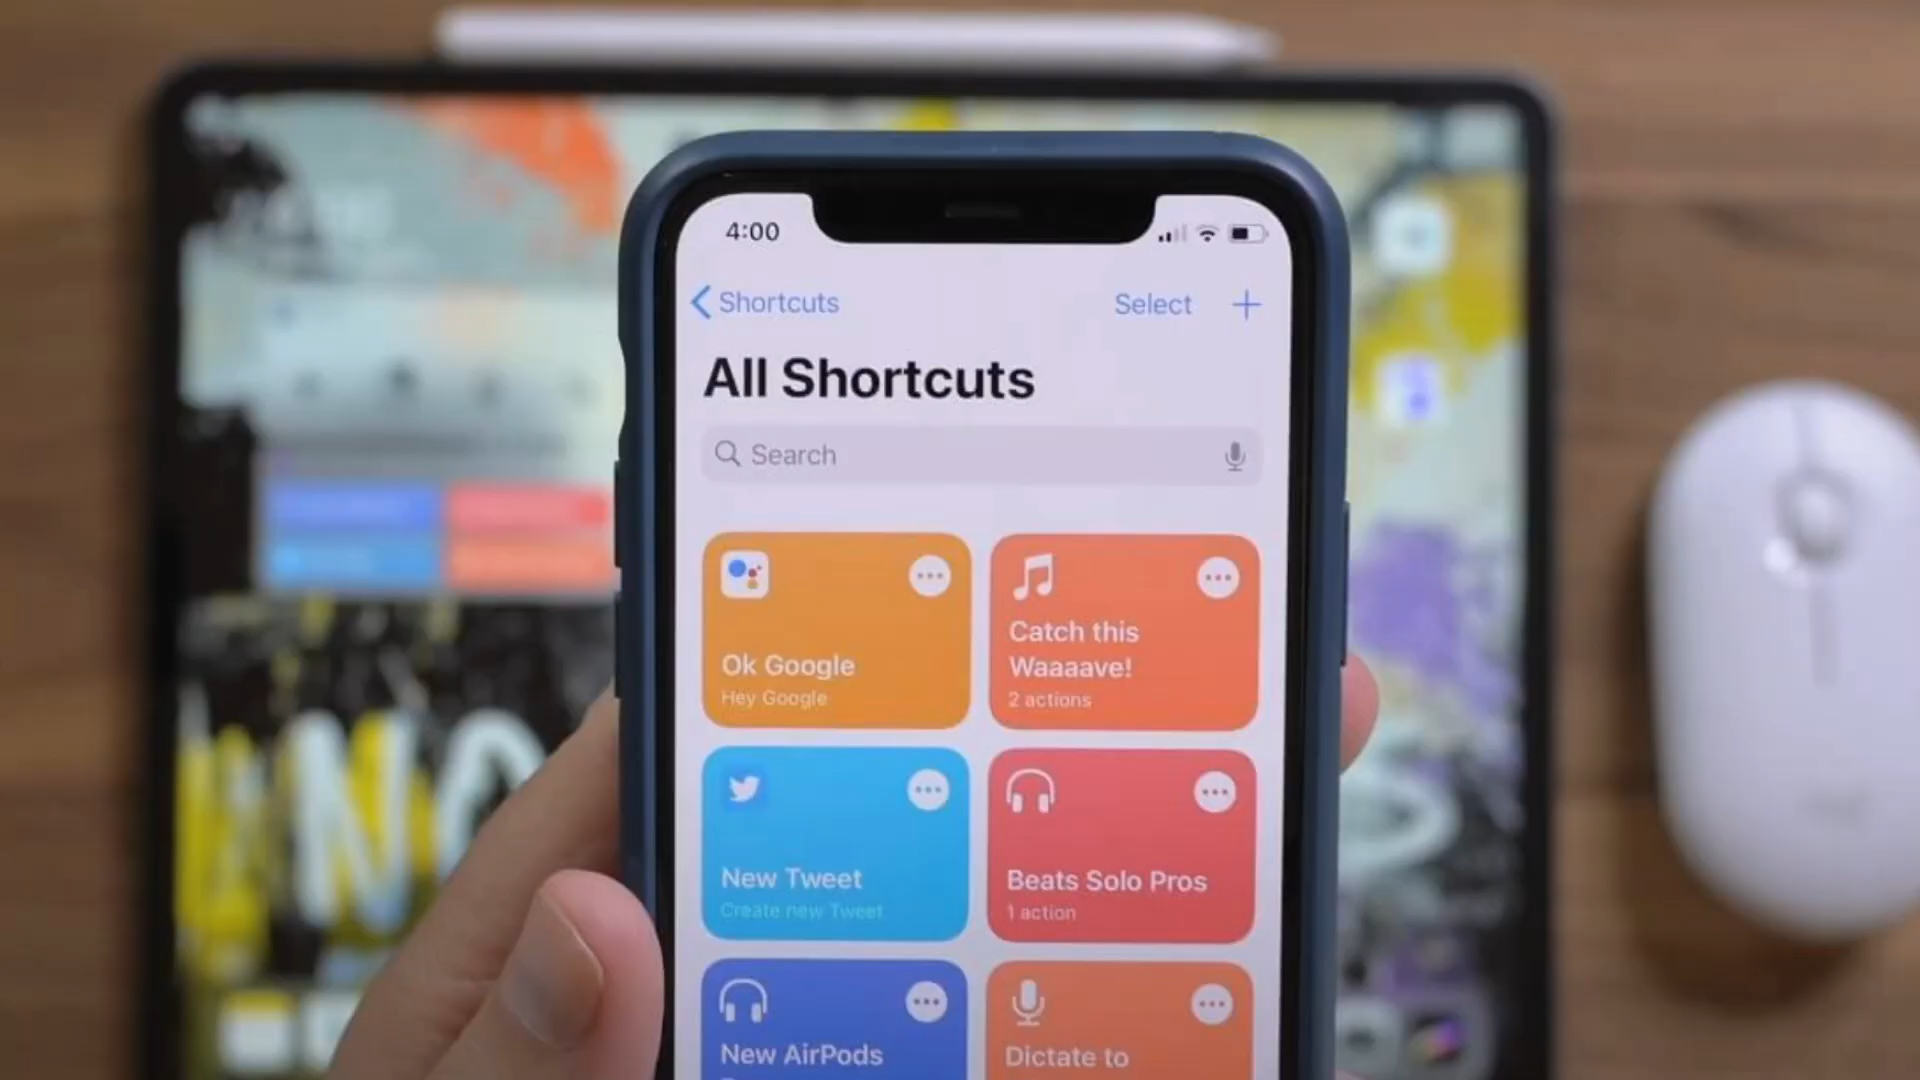 4:00
Shortcuts
Select
All Shortcuts
Search
Ok Google
Hey Google
Catch this
Waaaave!
2 actions
New Tweet
Create new Tweet
Beats Solo Pros
1 action
New AirPods
Dictate to